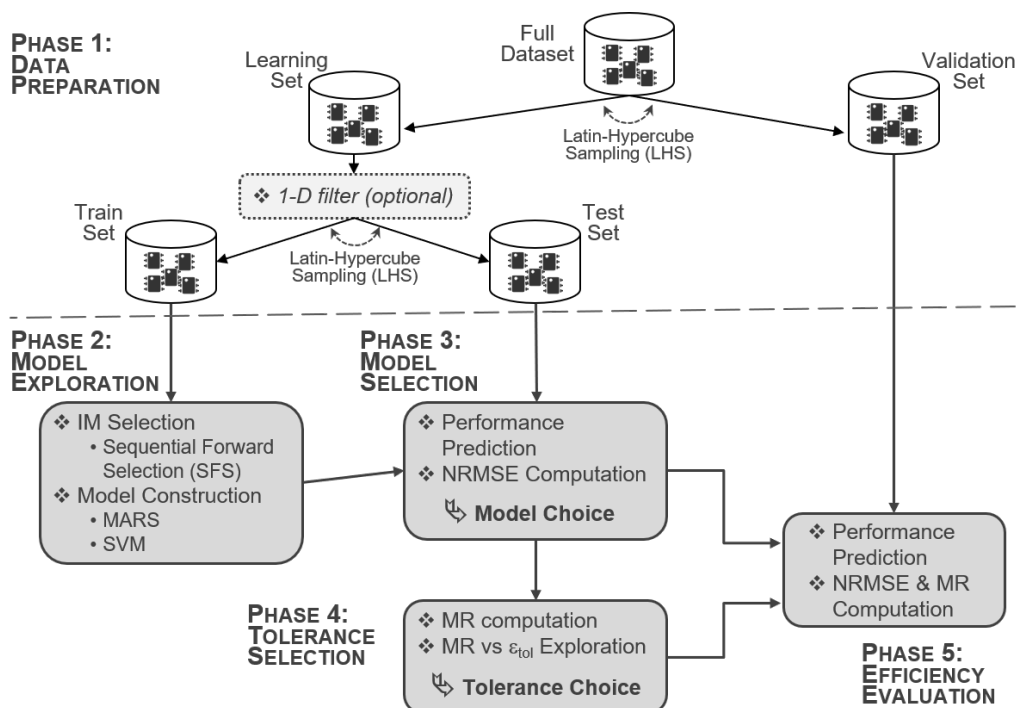 PHASE 1:
DATA
PREPARATION
Full
Dataset
Learning
Set
Validation
Set
Latin-Hypercube
Sampling (LHS)
❖ 1-D filter (optional)
Train
Set
Test
Set
Latin-Hypercube
Sampling (LHS)
PHASE 2:
MODEL
EXPLORATION
❖ IM Selection
• Sequential Forward
Selection (SFS)
❖ Model Construction
• MARS
• SVM
PHASE 3:
MODEL
SELECTION
❖ Performance
Prediction
❖ NRMSE Computation
Model Choice
PHASE 4:
TOLERANCE
SELECTION
❖ MR computation
❖ MR vs εtol Exploration
Tolerance Choice
❖ Performance
Prediction
❖ NRMSE & MR
Computation
PHASE 5:
EFFICIENCY
EVALUATION